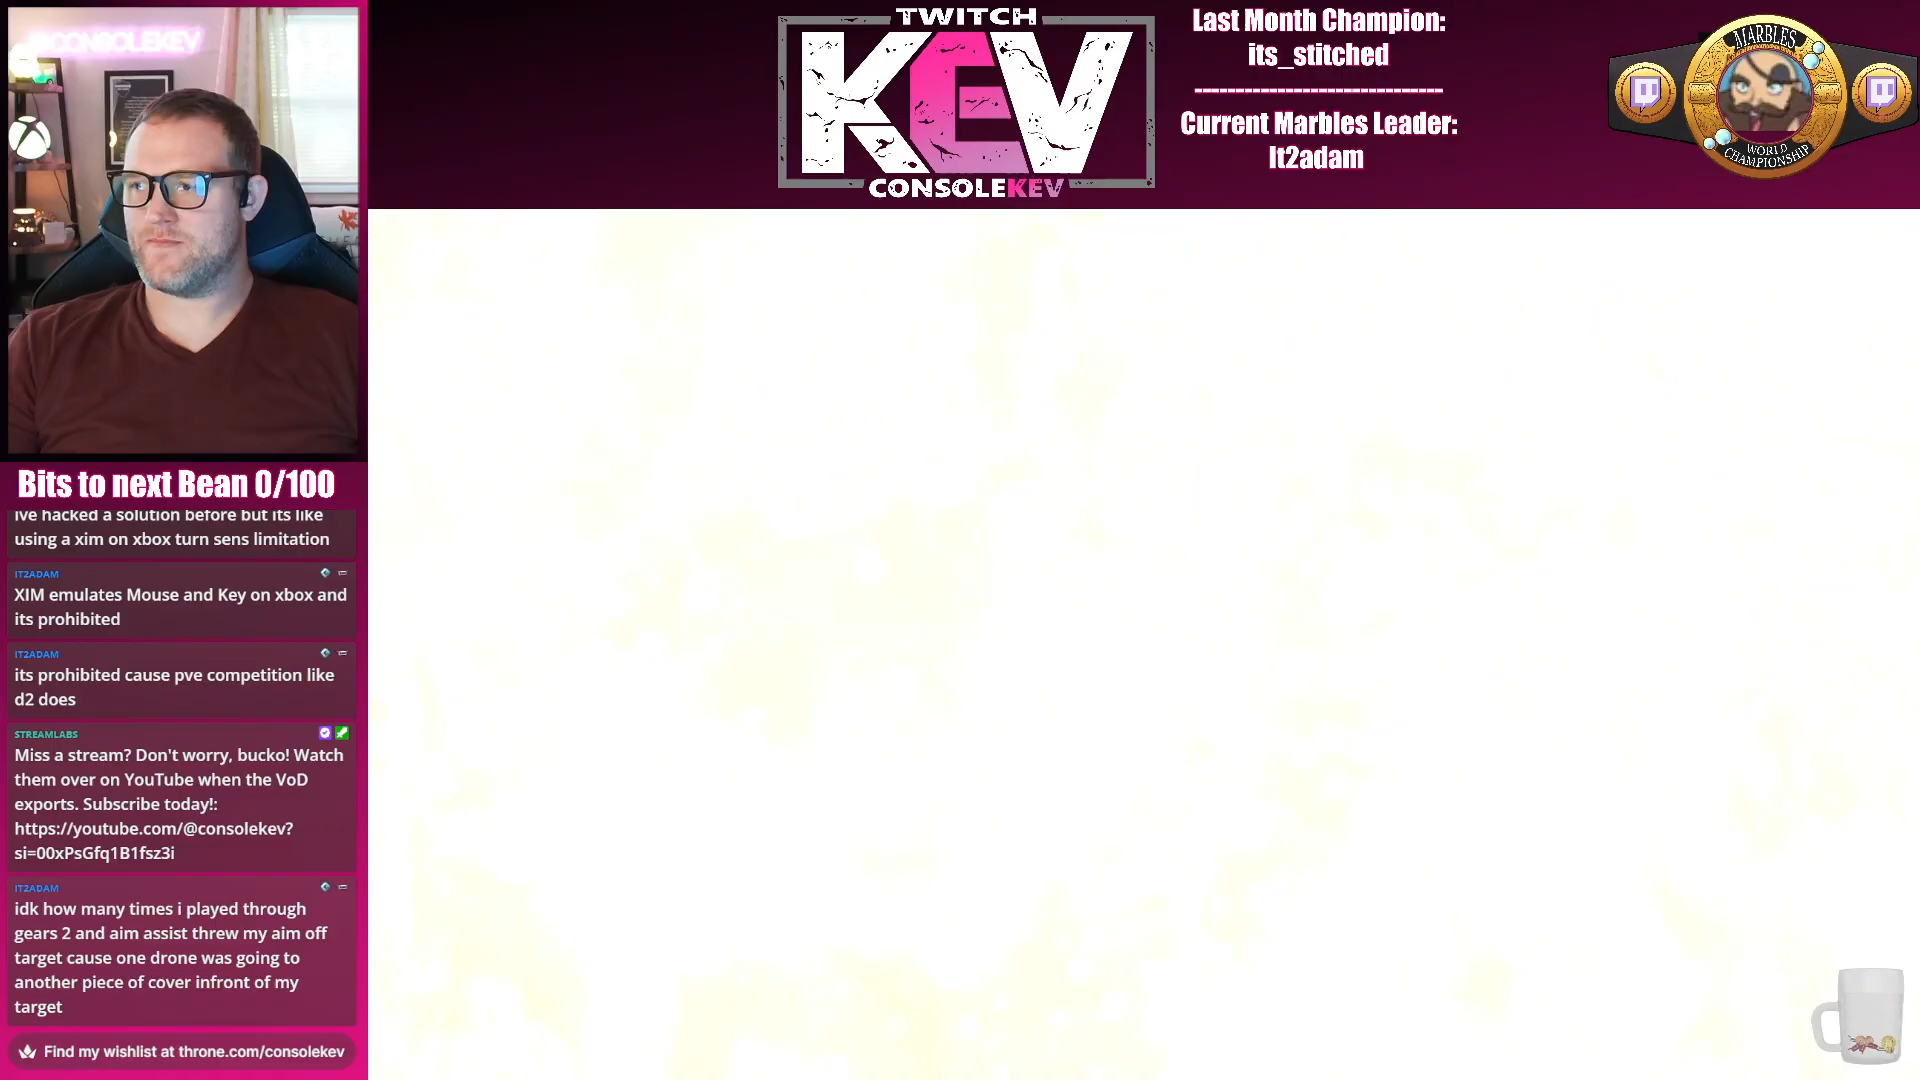 @CONSOLEKEV
TWITCH
KEV
CONSOLEKEV
Last Month Champion:
its_stitched
------------------------------
Current Marbles Leader:
It2adam
MARBLES
WORLD
CHAMPIONSHIP
Bits to next Bean 0/100
ive hacked a solution before but its like
using a xim on xbox turn sens limitation
IT2ADAM
XIM emulates Mouse and Key on xbox and
its prohibited
IT2ADAM
its prohibited cause pve competition like
d2 does
STREAMLABS
Miss a stream? Don't worry, bucko! Watch
them over on YouTube when the VoD
exports. Subscribe today!:
https://youtube.com/@consolekev?
si=00xPsGfq1B1fsz3i
IT2ADAM
idk how many times i played through
gears 2 and aim assist threw my aim off
target cause one drone was going to
another piece of cover infront of my
target
Find my wishlist at throne.com/consolekev